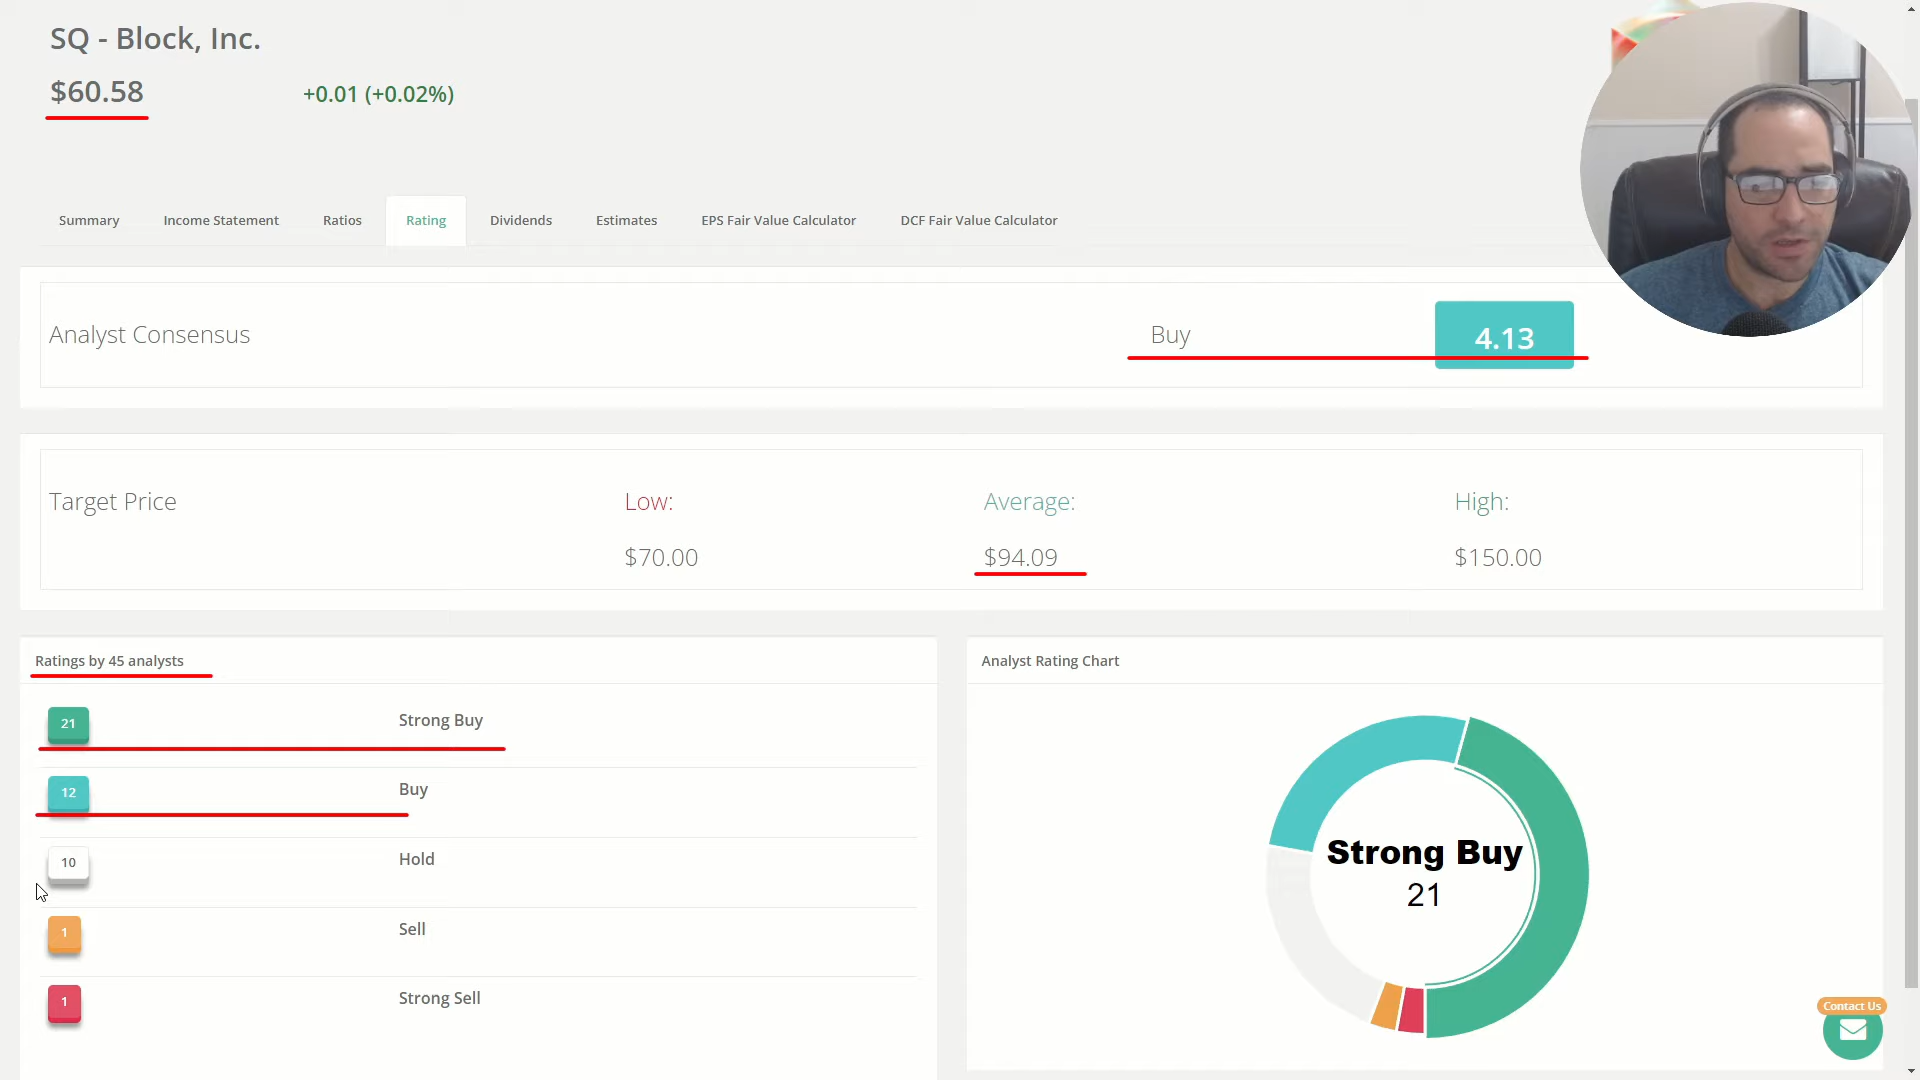 SQ - Block, Inc.
$60.58 +0.01 (+0.02%)
Summary Income Statement Ratios Rating Dividends Estimates EPS Fair Value Calculator DCF Fair Value Calculator
Analyst Consensus Buy 4.13
Target Price Low: Average: High:
$70.00 $94.09 $150.00
Ratings by 45 analysts
21 Strong Buy
12 Buy
10 Hold
1 Sell
1 Strong Sell
Analyst Rating Chart
Strong Buy
21
Contact Us